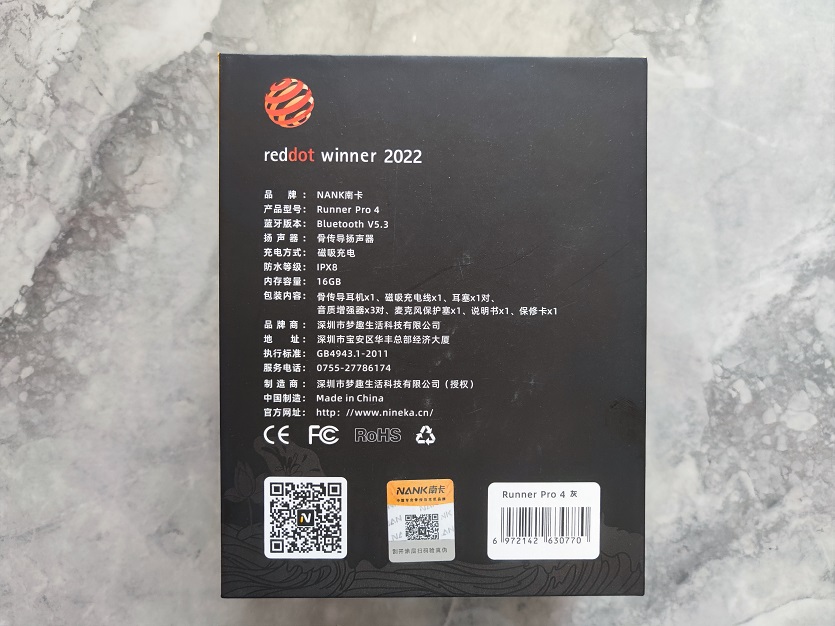 reddot winner 2022
品 牌： NANK南卡
产品型号： Runner Pro 4
蓝牙版本： Bluetooth V5.3
扬 声 器： 骨传导扬声器
充电方式： 磁吸充电
防水等级： IPX8
内存容量： 16GB
包装内容： 骨传导耳机x1、磁吸充电线x1、耳塞x1对、
音质增强器x3对、麦克风保护塞x1、说明书x1、保修卡x1
品 牌 商： 深圳市梦趣生活科技有限公司
地 址： 深圳市宝安区华丰总部经济大厦
执行标准： GB4943.1-2011
服务电话： 0755-27786174
制 造 商： 深圳市梦趣生活科技有限公司（授权）
中国制造： Made in China
官方网址： http：//www.nineka.cn/
CE FC RoHS
NANK南卡
刮开涂层扫码验真伪
Runner Pro 4 灰
6 972142 630770